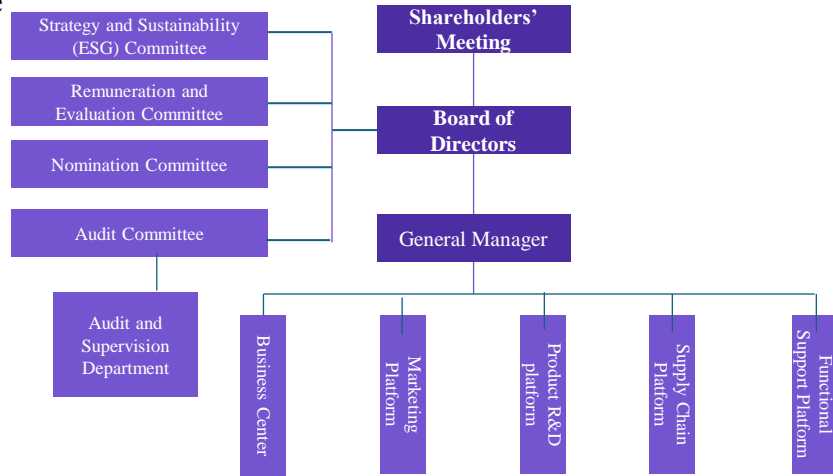 e
Strategy and Sustainability
(ESG) Committee
Shareholders’
Meeting
Remuneration and
Evaluation Committee
Board of
Directors
Nomination Committee
Audit Committee
General Manager
Audit and
Supervision
Department
Business Center
Marketing
Platform
Product R&D
platform
Supply Chain
Platform
Functional
Support Platform